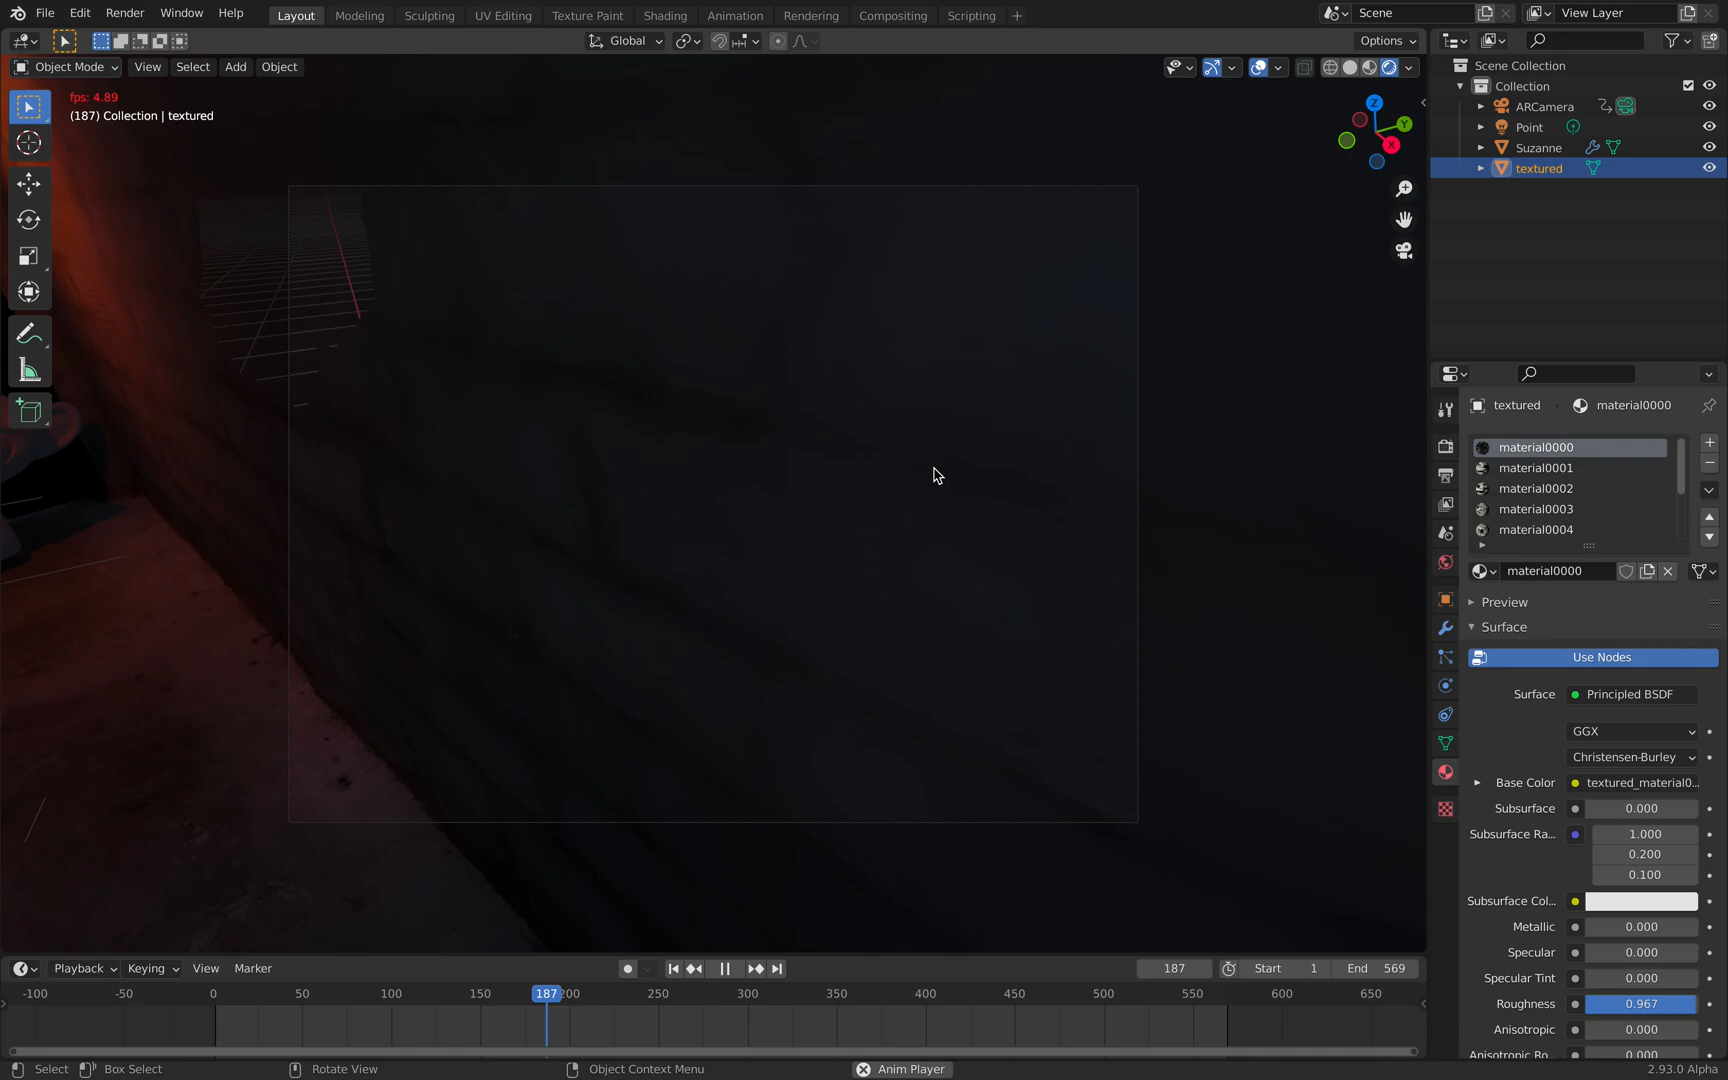 File Edit Render Window Help Layout Modeling Sculpting UV Editing Texture Paint Shading Animation Rendering Compositing Scripting + Scene View Layer
Global Options
Object Mode View Select Add Object
fps: 4.89
(187) Collection | textured
Z
Y
X
Scene Collection
Collection
ARCamera
Point
Suzanne
textured
textured material0000
material0000
material0001
material0002
material0003
material0004
material0000
Preview
Surface
Use Nodes
Surface Principled BSDF
GGX
Christensen-Burley
Base Color textured_material0...
Subsurface 0.000
Subsurface Ra... 1.000
0.200
0.100
Subsurface Col...
Metallic 0.000
Specular 0.000
Specular Tint 0.000
Roughness 0.967
Anisotropic 0.000
Anisotropic Ro... 0.000
Playback Keying View Marker 187 Start 1 End 569
-100 -50 0 50 100 150 187 200 250 300 350 400 450 500 550 600 650
Select Box Select Rotate View Object Context Menu Anim Player 2.93.0 Alpha